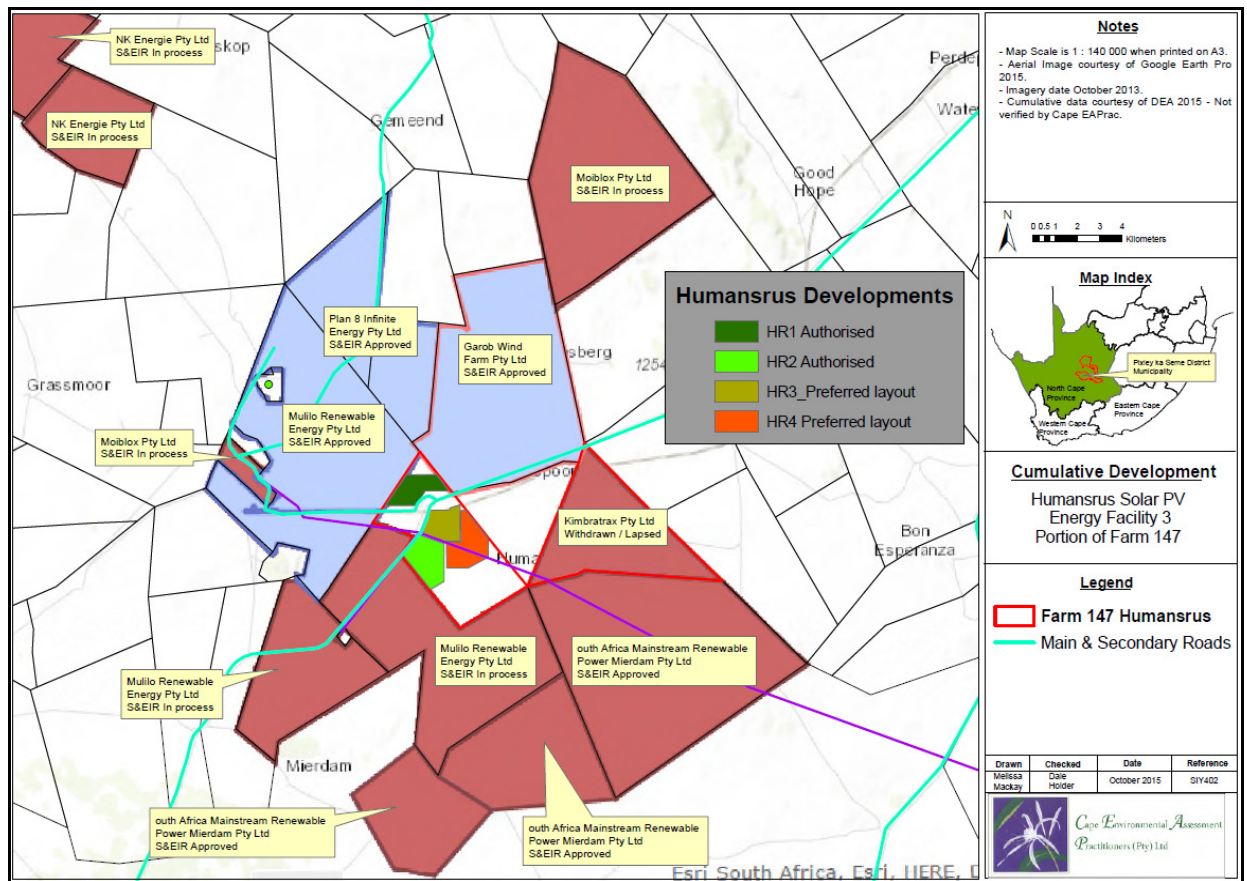 NK Energie Pty Ltd
S&EIR In process
skop
NK Energie Pty Ltd
S&EIR In process
Gemeend
Perdep
Wate
Good
Hope
Moiblox Pty Ltd
S&EIR In process
Plan 8 Infinite
Energy Pty Ltd
S&EIR Approved
Garob Wind
Farm Pty Ltd
S&EIR Approved
sberg
1254
Grassmoor
Mulilo Renewable
Energy Pty Ltd
S&EIR Approved
Moiblox Pty Ltd
S&EIR In process
Humansrus Developments
HR1 Authorised
HR2 Authorised
HR3_Preferred layout
HR4 Preferred layout
spoo
Kimbratrax Pty Ltd
Withdrawn / Lapsed
Bon
Esperanza
Huma
Mulilo Renewable
Energy Pty Ltd
S&EIR In process
outh Africa Mainstream Renewable
Power Mierdam Pty Ltd
S&EIR Approved
Mulilo Renewable
Energy Pty Ltd
S&EIR In process
Mierdam
outh Africa Mainstream Renewable
Power Mierdam Pty Ltd
S&EIR Approved
outh Africa Mainstream Renewable
Power Mierdam Pty Ltd
S&EIR Approved
Esri South Africa, Esri, HERE, D
Notes
- Map Scale is 1 : 140 000 when printed on A3.
- Aerial Image courtesy of Google Earth Pro
2015.
- Imagery date October 2013.
- Cumulative data courtesy of DEA 2015 - Not
verified by Cape EAPrac.
N
0 0.5 1 2 3 4
Kilometers
Map Index
Pixley ka Seme District
Municipality
North Cape
Province
Eastern Cape
Province
Western Cape
Province
Cumulative Development
Humansrus Solar PV
Energy Facility 3
Portion of Farm 147
Legend
Farm 147 Humansrus
Main & Secondary Roads
Drawn Checked Date Reference
Melissa
Mackay
Dale
Holder
October 2015
SIY402
Cape Environmental Assessment
Practitioners (Pty) Ltd